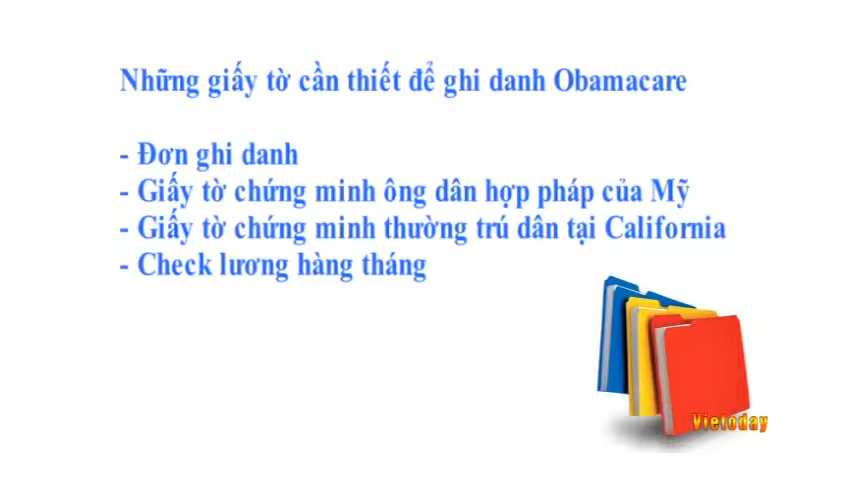 Những giấy tờ cần thiết để ghi danh Obamacare
- Đơn ghi danh
- Giấy tờ chứng minh ông dân hợp pháp của Mỹ
- Giấy tờ chứng minh thường trú dân tại California
- Check lương hàng tháng
Vietoday